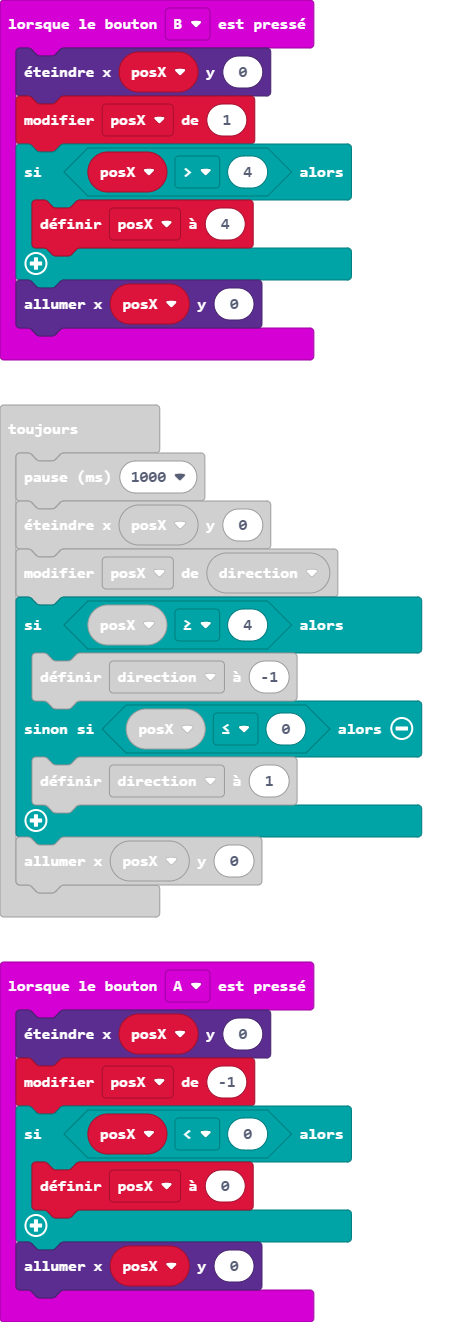 lorsque le bouton B est pressé
éteindre x posX y 0
modifier posX de 1
si posX > 4 alors
définir posX à 4
allumer x posX y 0
toujours
pause (ms) 1000
éteindre x posX y 0
modifier posX de direction
si posX ≥ 4 alors
définir direction à -1
sinon si posX ≤ 0 alors
définir direction à 1
allumer x posX y 0
lorsque le bouton A est pressé
éteindre x posX y 0
modifier posX de -1
si posX < 0 alors
définir posX à 0
allumer x posX y 0